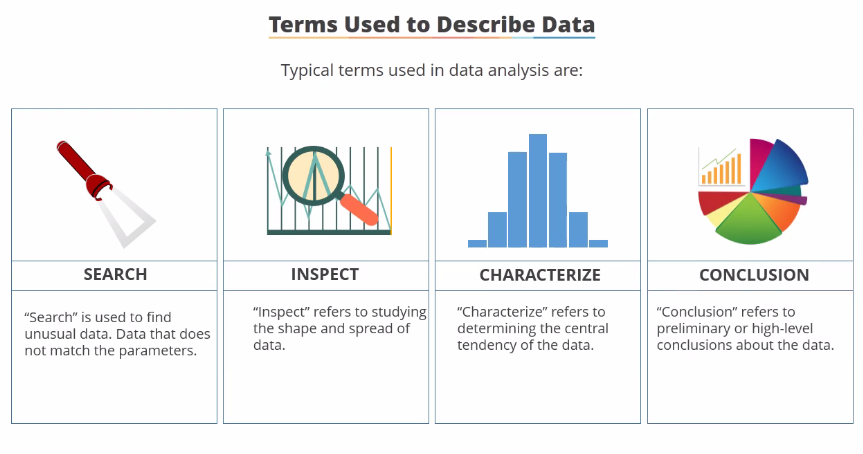 Terms Used to Describe Data
Typical terms used in data analysis are:
SEARCH
“Search” is used to find
unusual data. Data that does
not match the parameters.
INSPECT
“Inspect” refers to studying
the shape and spread of
data.
CHARACTERIZE
“Characterize” refers to
determining the central
tendency of the data.
CONCLUSION
“Conclusion” refers to
preliminary or high-level
conclusions about the data.